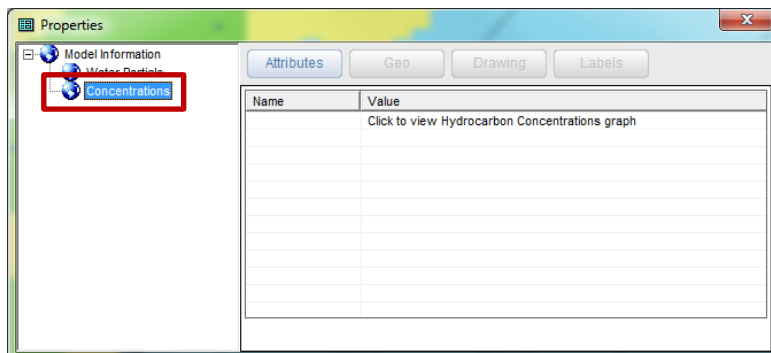 Properties
Model Information
Water Particle
Concentrations
Attributes Geo Drawing Labels
Name Value
Click to view Hydrocarbon Concentrations graph